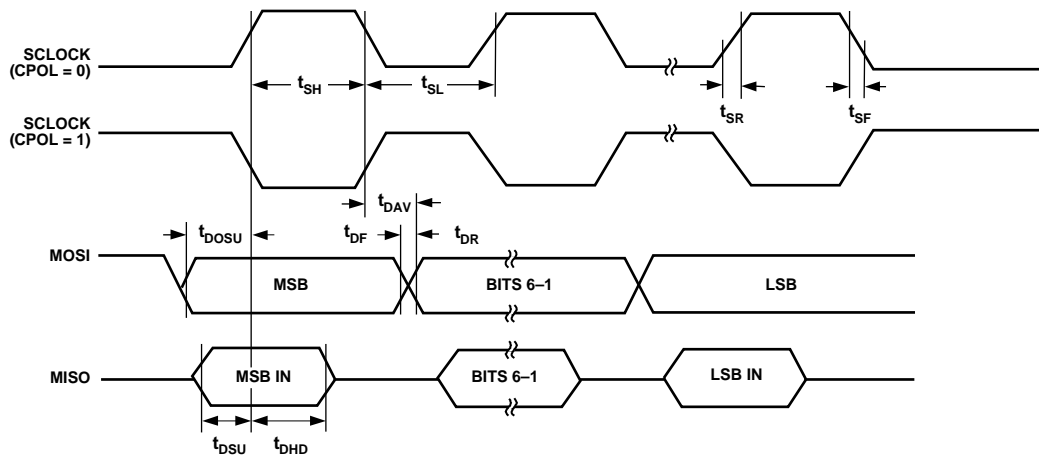 SCLOCK
(CPOL = 0)
tSH
tSL
tSR
tSF
SCLOCK
(CPOL = 1)
tDAV
tDOSU
tDF
tDR
MOSI
MSB
BITS 6–1
LSB
MISO
MSB IN
BITS 6–1
LSB IN
tDSU
tDHD